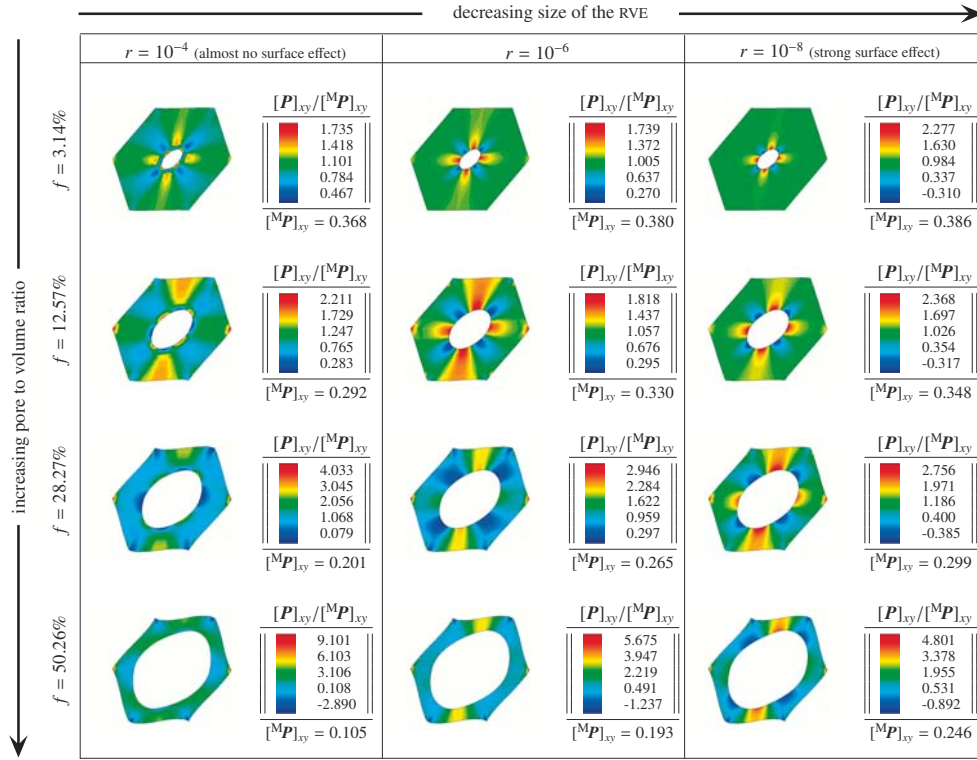 decreasing size of the RVE
increasing pore to volume ratio
r = 10⁻⁴ (almost no surface effect)
r = 10⁻⁶
r = 10⁻⁸ (strong surface effect)
f = 3.14%
[P]xy/[ᴹP]xy
1.735
1.418
1.101
0.784
0.467
[ᴹP]xy = 0.368
[P]xy/[ᴹP]xy
1.739
1.372
1.005
0.637
0.270
[ᴹP]xy = 0.380
[P]xy/[ᴹP]xy
2.277
1.630
0.984
0.337
-0.310
[ᴹP]xy = 0.386
f = 12.57%
[P]xy/[ᴹP]xy
2.211
1.729
1.247
0.765
0.283
[ᴹP]xy = 0.292
[P]xy/[ᴹP]xy
1.818
1.437
1.057
0.676
0.295
[ᴹP]xy = 0.330
[P]xy/[ᴹP]xy
2.368
1.697
1.026
0.354
-0.317
[ᴹP]xy = 0.348
f = 28.27%
[P]xy/[ᴹP]xy
4.033
3.045
2.056
1.068
0.079
[ᴹP]xy = 0.201
[P]xy/[ᴹP]xy
2.946
2.284
1.622
0.959
0.297
[ᴹP]xy = 0.265
[P]xy/[ᴹP]xy
2.756
1.971
1.186
0.400
-0.385
[ᴹP]xy = 0.299
f = 50.26%
[P]xy/[ᴹP]xy
9.101
6.103
3.106
0.108
-2.890
[ᴹP]xy = 0.105
[P]xy/[ᴹP]xy
5.675
3.947
2.219
0.491
-1.237
[ᴹP]xy = 0.193
[P]xy/[ᴹP]xy
4.801
3.378
1.955
0.531
-0.892
[ᴹP]xy = 0.246